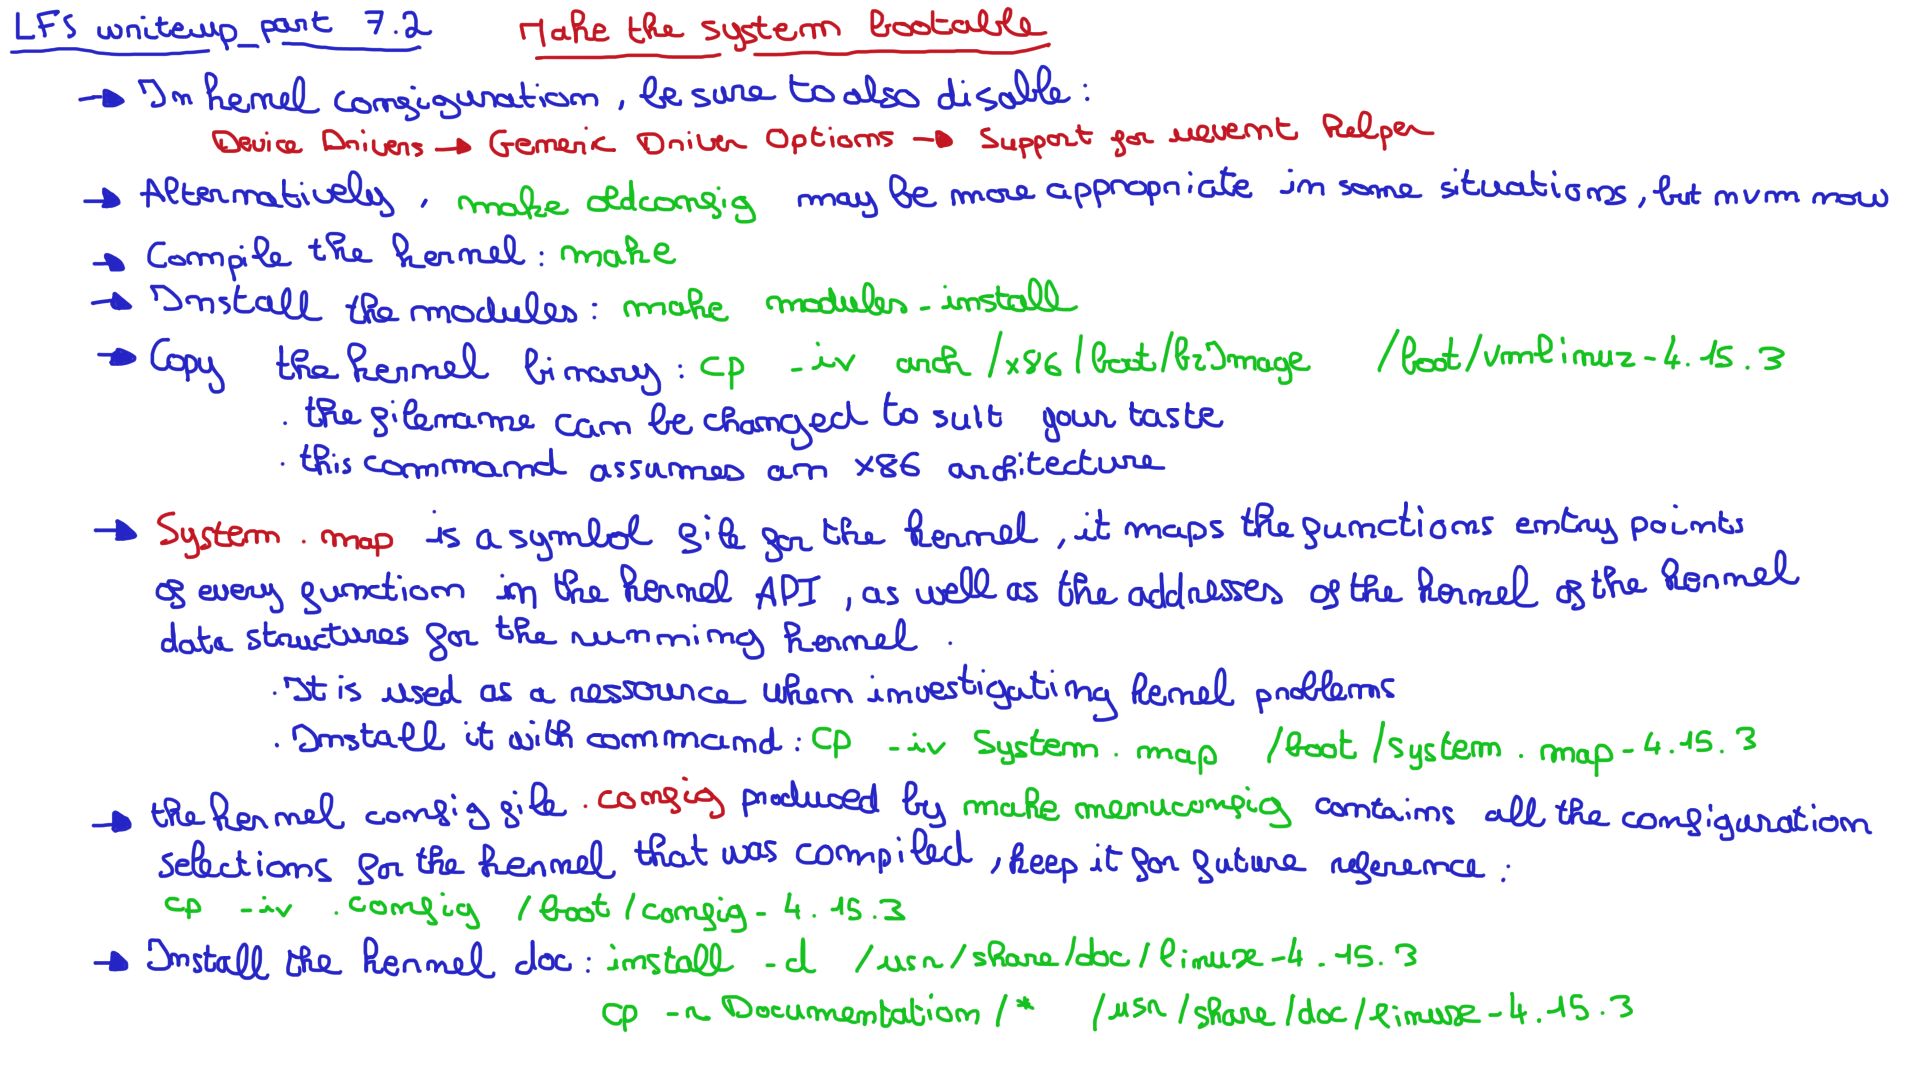 LFS writeup_part 7.2 Make the system bootable
→ In kernel configuration, be sure to also disable:
Device Drivers → Generic Driver Options → Support for uevent helper
→ Alternatively, make oldconfig may be more appropriate in some situations, but nvm now
→ Compile the kernel: make
→ Install the modules: make modules_install
→ Copy the kernel binary: cp -iv arch/x86/boot/bzImage /boot/vmlinuz-4.15.3
. the filename can be changed to suit your taste
. this command assumes an x86 architecture
→ System.map is a symbol file for the kernel, it maps the functions entry points
of every function in the kernel API, as well as the addresses of the kernel of the kernel
data structures for the running kernel.
. It is used as a ressource when investigating kernel problems
. Install it with command: cp -iv System.map /boot/system.map-4.15.3
→ the kernel config file .config produced by make menuconfig contains all the configuration
selections for the kernel that was compiled, keep it for future reference:
cp -iv .config /boot/config-4.15.3
→ Install the kernel doc: install -d /usr/share/doc/linux-4.15.3
cp -r Documentation/* /usr/share/doc/linux-4.15.3